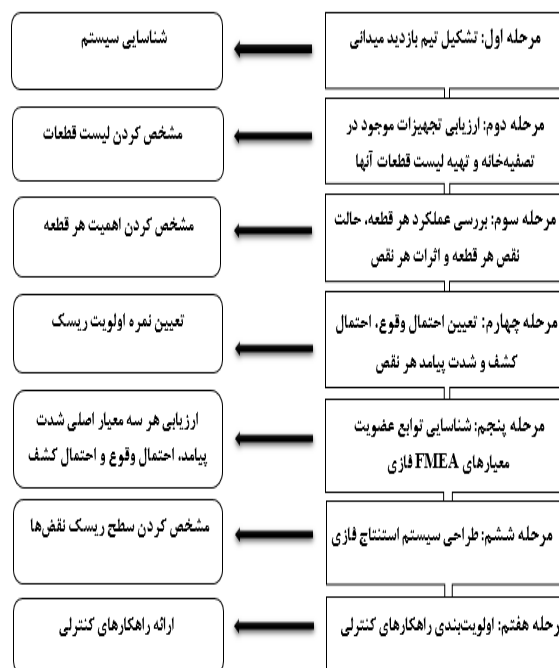 مرحله اول: تشکیل تیم بازدید میدانی
شناسایی سیستم
مرحله دوم: ارزیابی تجهیزات موجود در
تصفیه‌خانه و تهیه لیست قطعات آنها
مشخص کردن لیست قطعات
مرحله سوم: بررسی عملکرد هر قطعه، حالت
نقص هر قطعه و اثرات هر نقص
مشخص کردن اهمیت هر قطعه
مرحله چهارم: تعیین احتمال وقوع، احتمال
کشف و شدت پیامد هر نقص
تعیین نمره اولویت ریسک
مرحله پنجم: شناسایی توابع عضویت
معیارهای FMEA فازی
ارزیابی هر سه معیار اصلی شدت
پیامد، احتمال وقوع و احتمال کشف
مرحله ششم: طراحی سیستم استنتاج فازی
مشخص کردن سطح ریسک نقض‌ها
رحله هفتم: اولویت‌بندی راهکارهای کنترلی
ارائه راهکارهای کنترلی